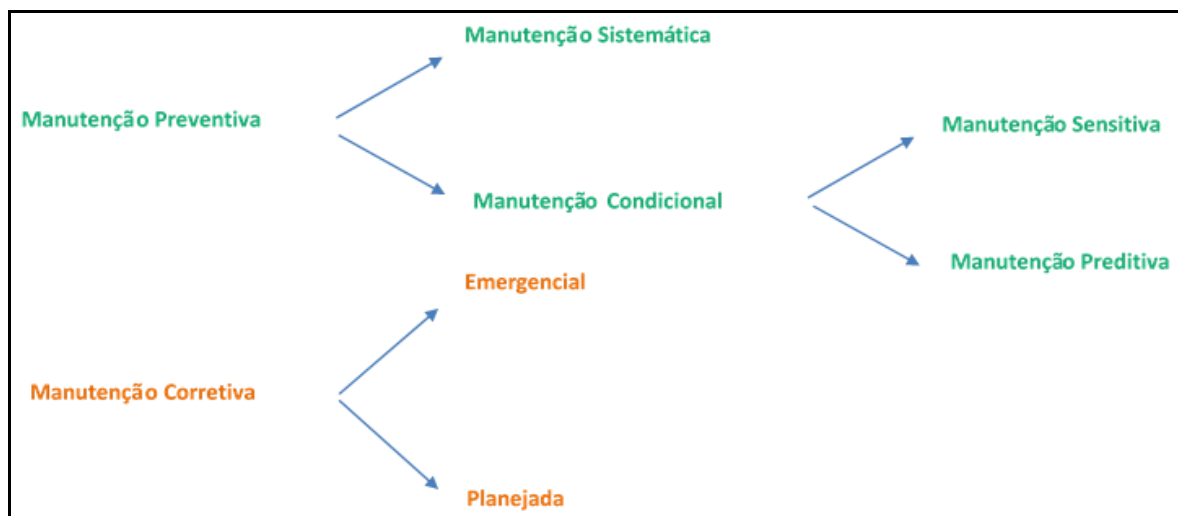 Manutenção Sistemática
Manutenção Preventiva
Manutenção Sensitiva
Manutenção Condicional
Manutenção Preditiva
Emergencial
Manutenção Corretiva
Planejada